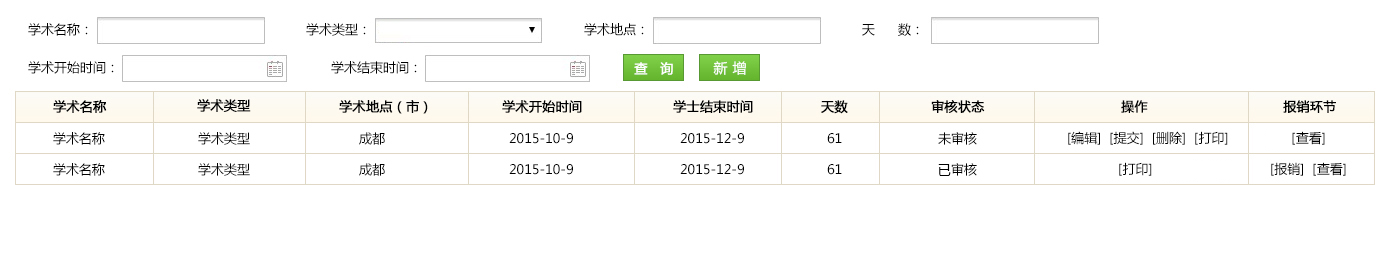 学术名称： 学术类型： 学术地点： 天 数：
学术开始时间： 学术结束时间： 查 询 新 增
学术名称 学术类型 学术地点（市） 学术开始时间 学士结束时间 天数 审核状态 操作 报销环节
学术名称 学术类型 成都 2015-10-9 2015-12-9 61 未审核 [编辑] [提交] [删除] [打印] [查看]
学术名称 学术类型 成都 2015-10-9 2015-12-9 61 已审核 [打印] [报销] [查看]